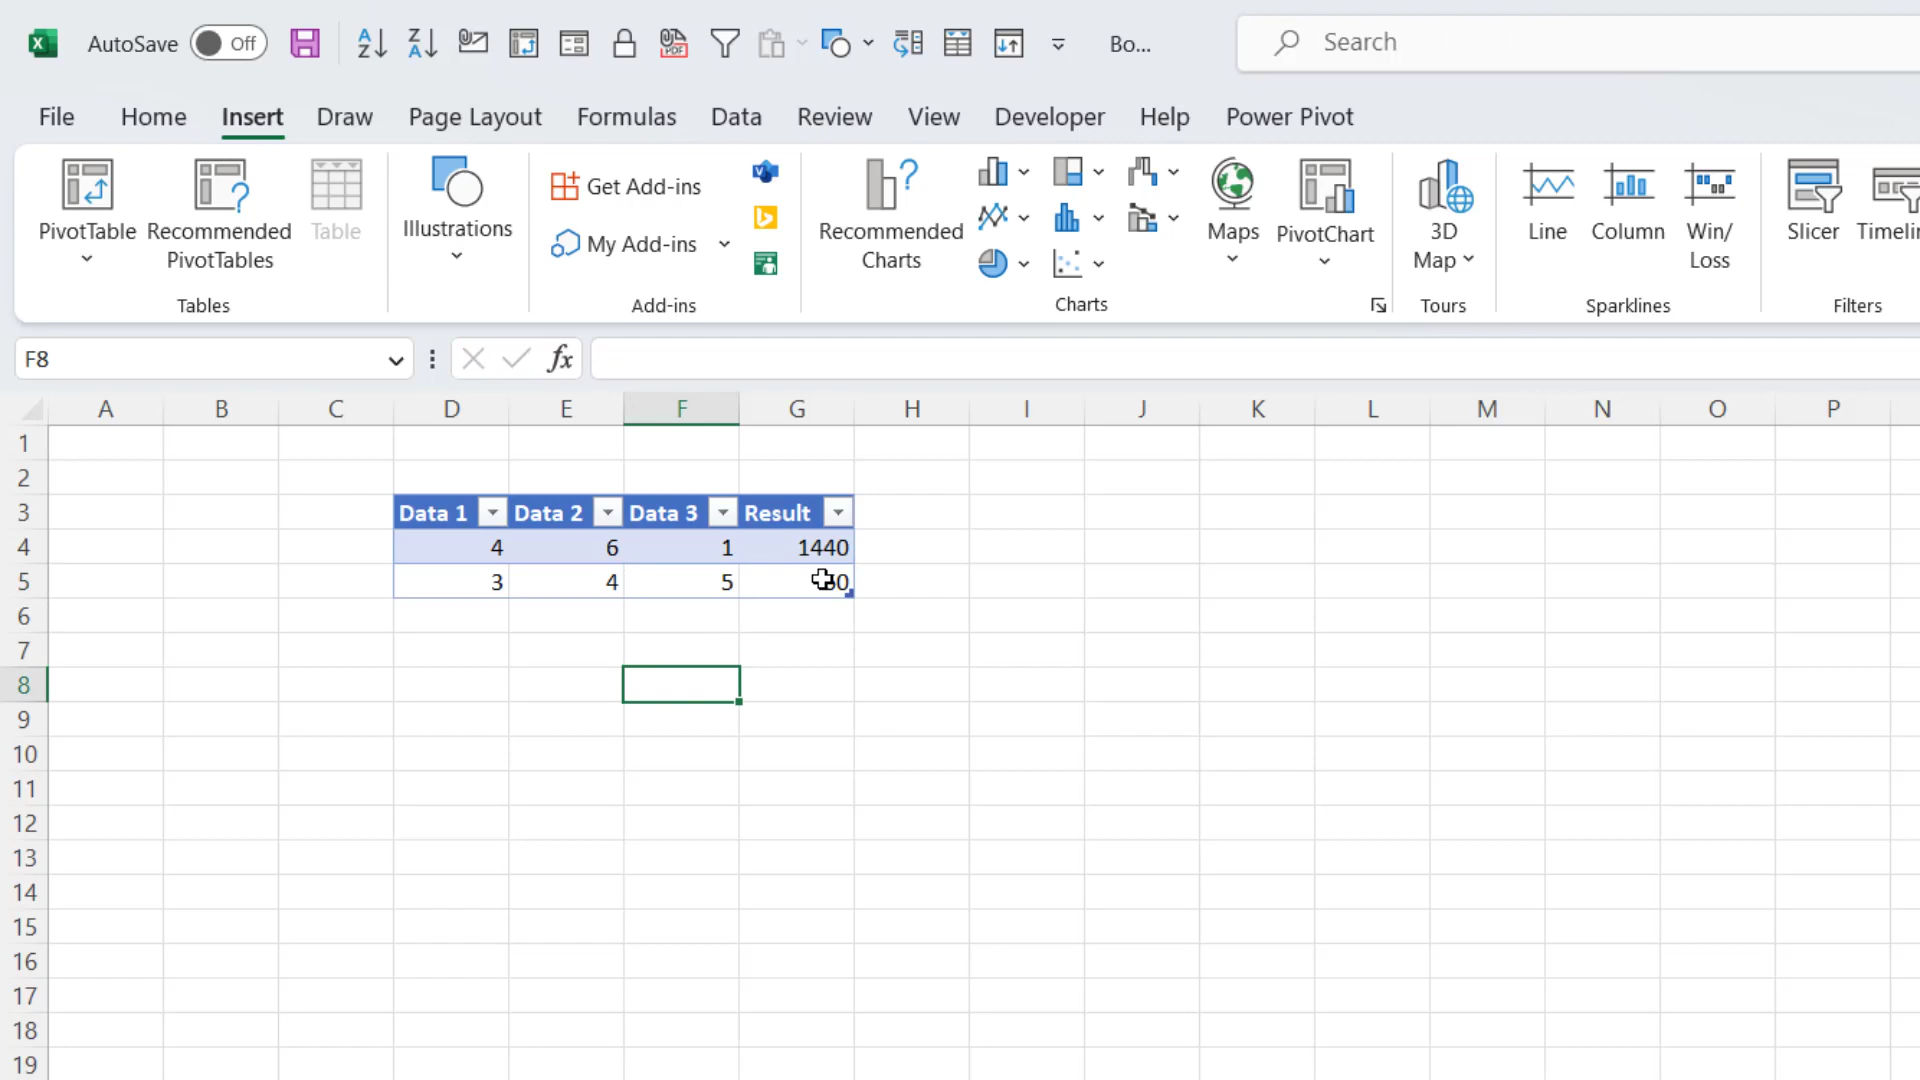 AutoSave Off Bo... Search
File Home Insert Draw Page Layout Formulas Data Review View Developer Help Power Pivot
PivotTable Recommended PivotTables Table
Tables
Illustrations
Get Add-ins
My Add-ins
Add-ins
Recommended Charts
Maps
PivotChart
Charts
3D Map
Tours
Line Column Win/ Loss
Sparklines
Slicer
Filters
F8 fx
A B C D E F G H I J K L M N O P
1
2
3 Data 1 Data 2 Data 3 Result
4 4 6 1 1440
5 3 4 5
6
7
8
9
10
11
12
13
14
15
16
17
18
19